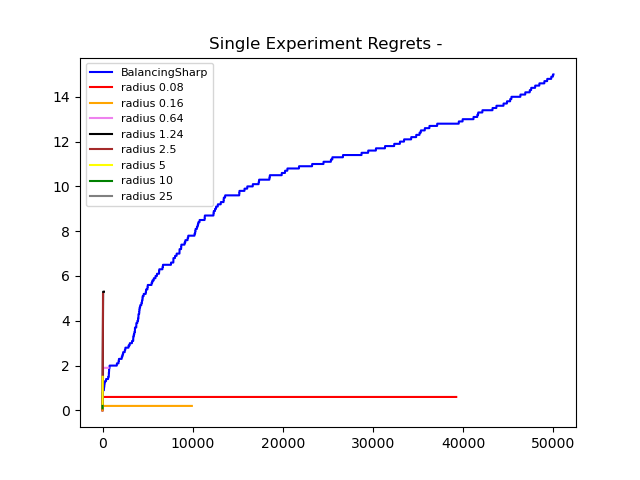 Single Experiment Regrets -
BalancingSharp
radius 0.08
radius 0.16
radius 0.64
radius 1.24
radius 2.5
radius 5
radius 10
radius 25
14
12
10
8
6
4
2
0
0 10000 20000 30000 40000 50000